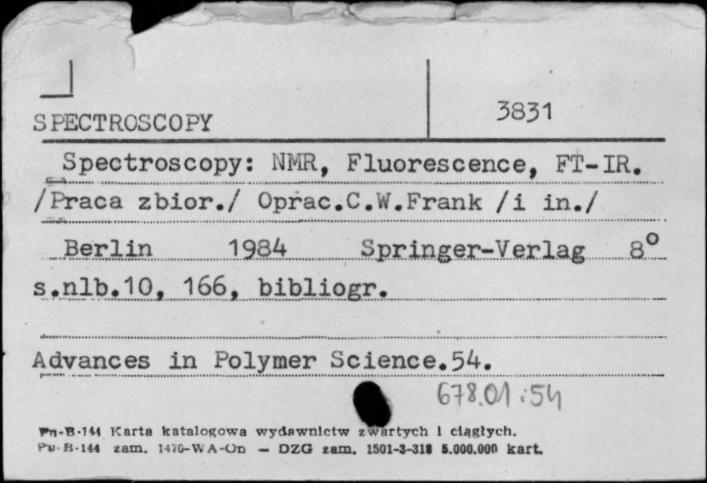 3831
SPECTROSCOPY
Spectroscopy: NMR, Fluorescence, FT-IR.
/Praca zbior./ Oprac.C.W.Frank /i in./
Berlin 1984 Springer-Verlag 8°
s.nlb.10, 166, bibliogr.
Advances in Polymer Science.54.
678.01:54
Pu-B-144 Karta katalogowa wydawnictw zwartych i ciągłych.
Pu-B-144 zam. 1470-WA-On — DZG zam. 1501-3-318 5.000.000 kart.